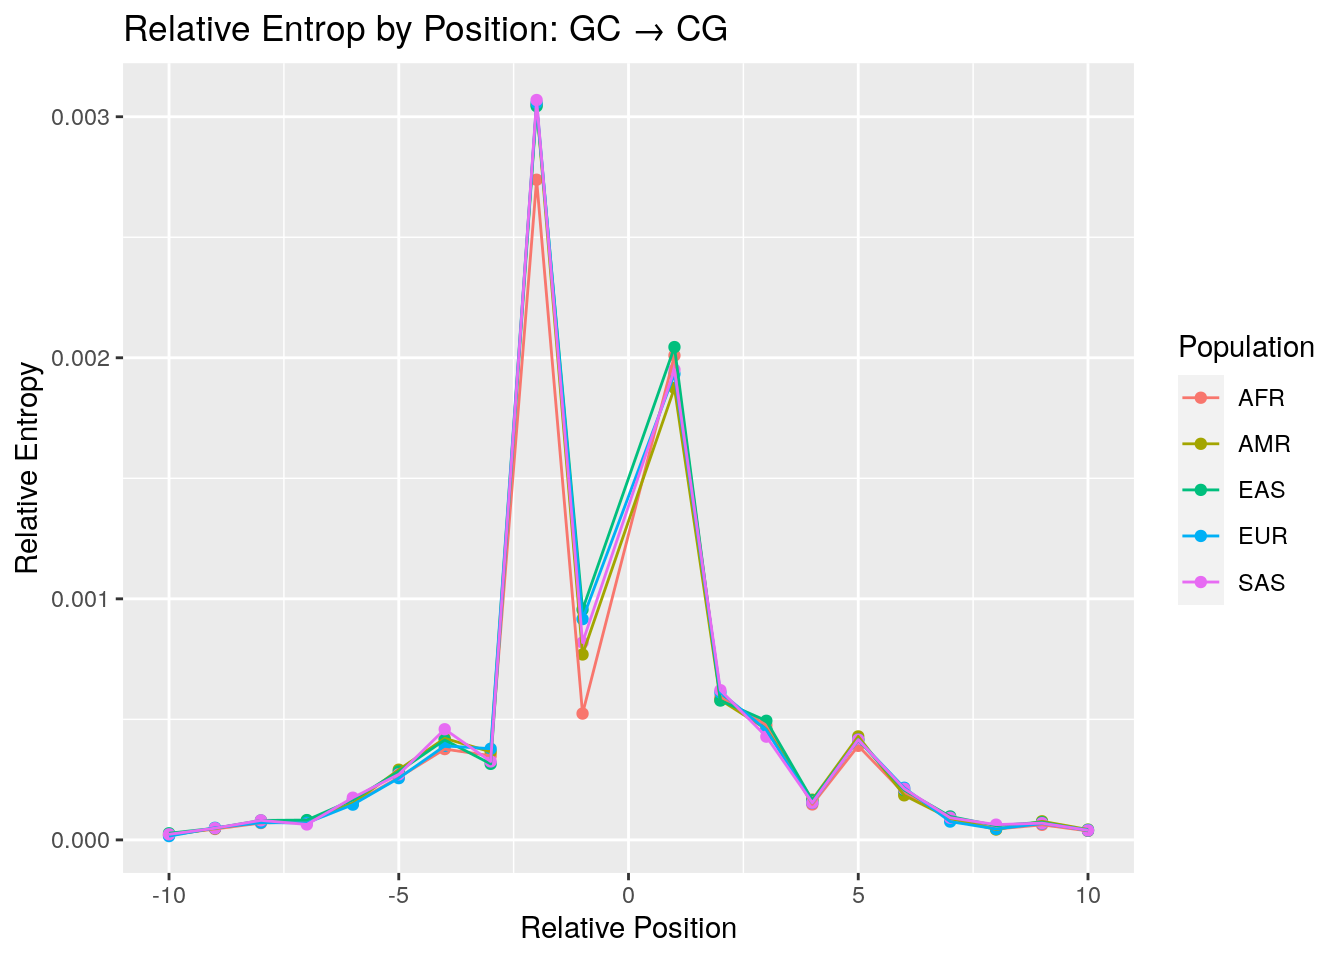 Relative Entrop by Position: GC → CG
0.003
0.002
0.001
0.000
Relative Entropy
-10
-5
0
5
10
Relative Position
Population
AFR
AMR
EAS
EUR
SAS